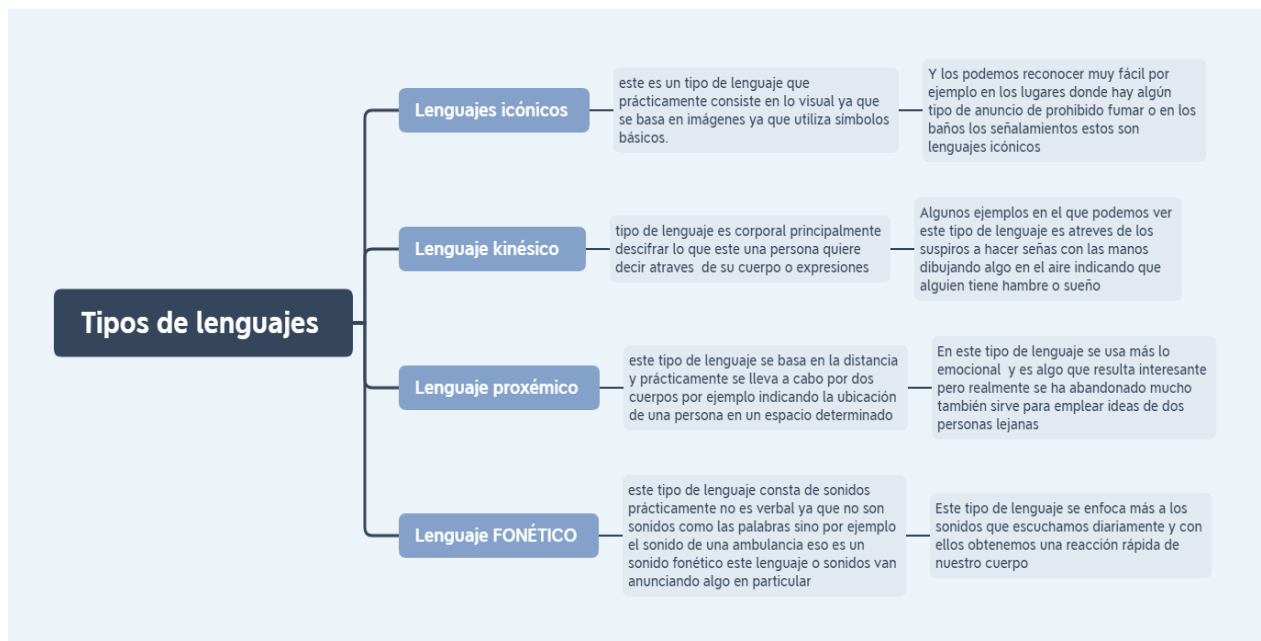 Tipos de lenguajes
Lenguajes icónicos
este es un tipo de lenguaje que
prácticamente consiste en lo visual ya que
se basa en imágenes ya que utiliza símbolos
básicos.
Y los podemos reconocer muy fácil por
ejemplo en los lugares donde hay algún
tipo de anuncio de prohibido fumar o en los
baños los señalamientos estos son
lenguajes icónicos
Lenguaje kinésico
tipo de lenguaje es corporal principalmente
descifrar lo que este una persona quiere
decir atraves  de su cuerpo o expresiones
Algunos ejemplos en el que podemos ver
este tipo de lenguaje es atreves de los
suspiros a hacer señas con las manos
dibujando algo en el aire indicando que
alguien tiene hambre o sueño
Lenguaje proxémico
este tipo de lenguaje se basa en la distancia
y prácticamente se lleva a cabo por dos
cuerpos por ejemplo indicando la ubicación
de una persona en un espacio determinado
En este tipo de lenguaje se usa más lo
emocional  y es algo que resulta interesante
pero realmente se ha abandonado mucho
también sirve para emplear ideas de dos
personas lejanas
Lenguaje FONÉTICO
este tipo de lenguaje consta de sonidos
prácticamente no es verbal ya que no son
sonidos como las palabras sino por ejemplo
el sonido de una ambulancia eso es un
sonido fonético este lenguaje o sonidos van
anunciando algo en particular
Este tipo de lenguaje se enfoca más a los
sonidos que escuchamos diariamente y con
ellos obtenemos una reacción rápida de
nuestro cuerpo